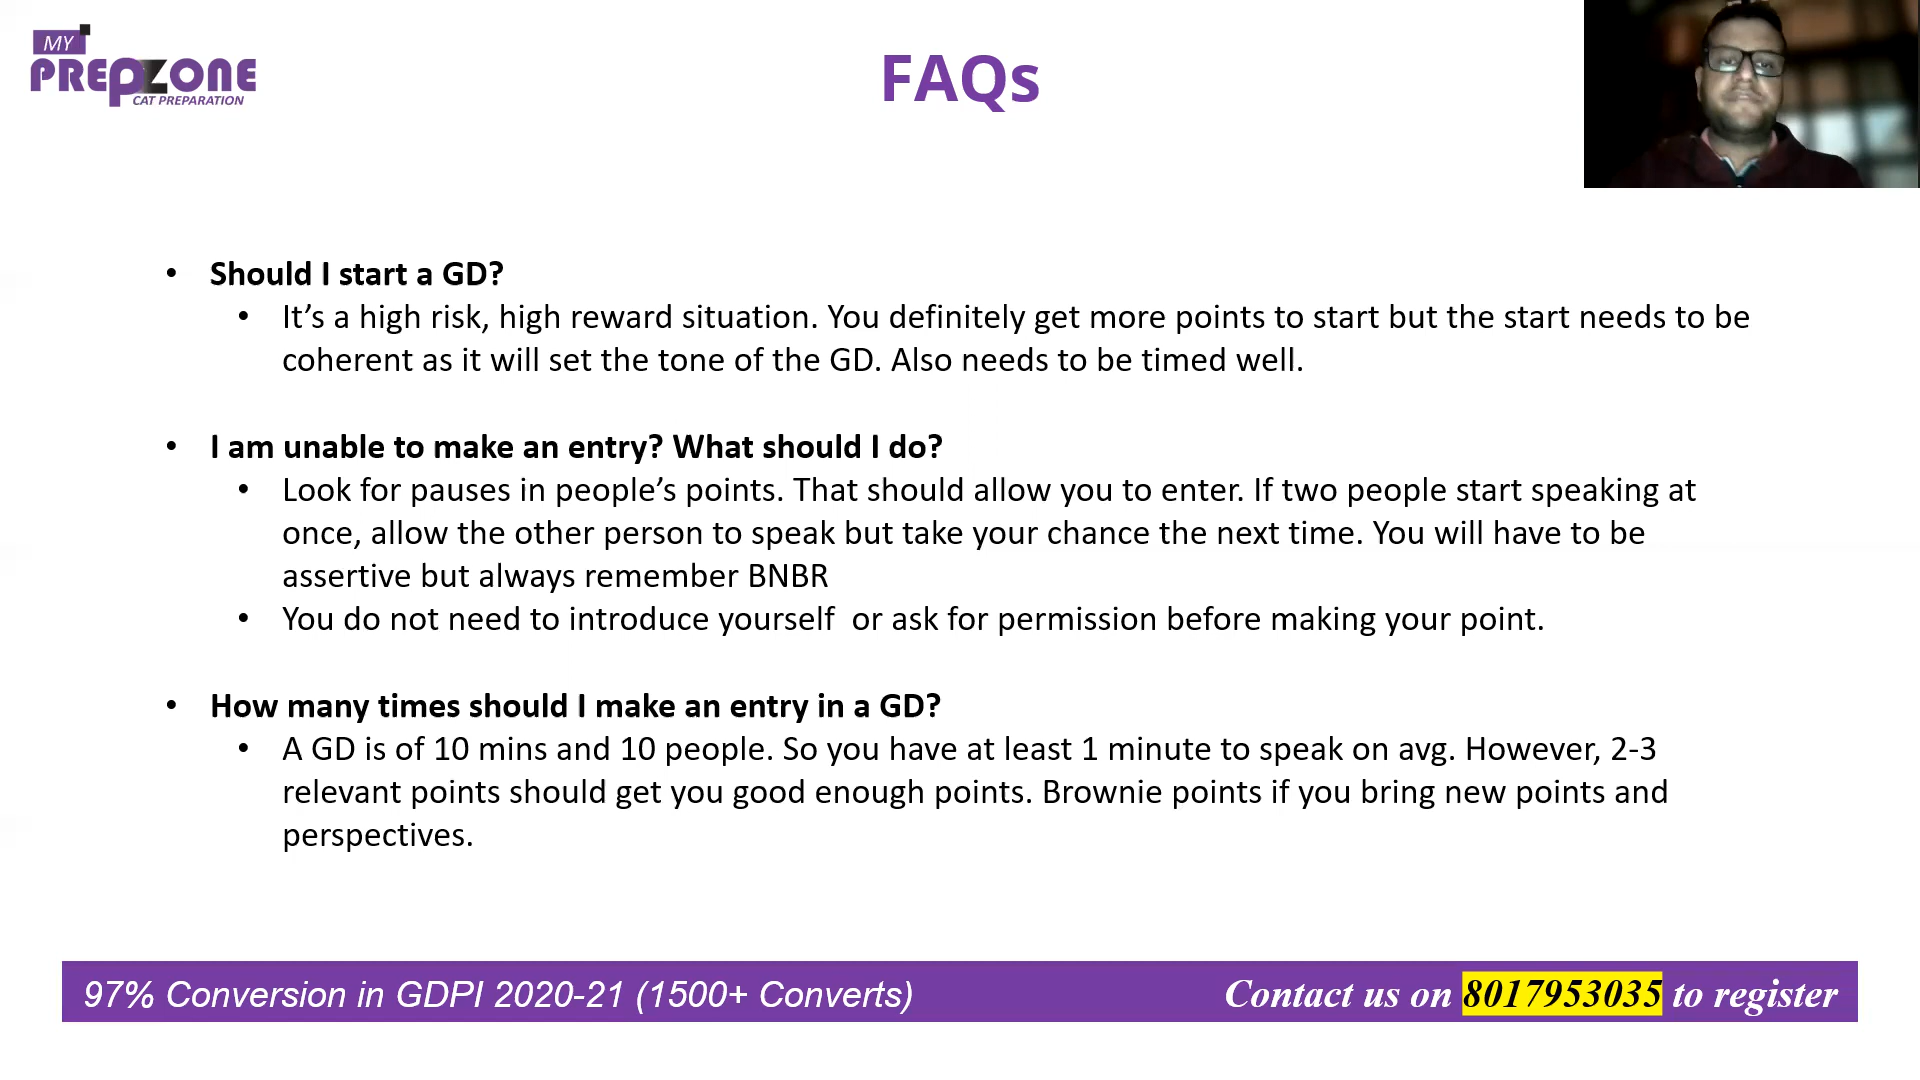 MY
PREPZONE
CAT PREPARATION
FAQs
• Should I start a GD?
• It’s a high risk, high reward situation. You definitely get more points to start but the start needs to be
coherent as it will set the tone of the GD. Also needs to be timed well.
• I am unable to make an entry? What should I do?
• Look for pauses in people’s points. That should allow you to enter. If two people start speaking at
once, allow the other person to speak but take your chance the next time. You will have to be
assertive but always remember BNBR
• You do not need to introduce yourself  or ask for permission before making your point.
• How many times should I make an entry in a GD?
• A GD is of 10 mins and 10 people. So you have at least 1 minute to speak on avg. However, 2-3
relevant points should get you good enough points. Brownie points if you bring new points and
perspectives.
97% Conversion in GDPI 2020-21 (1500+ Converts)
Contact us on 8017953035 to register